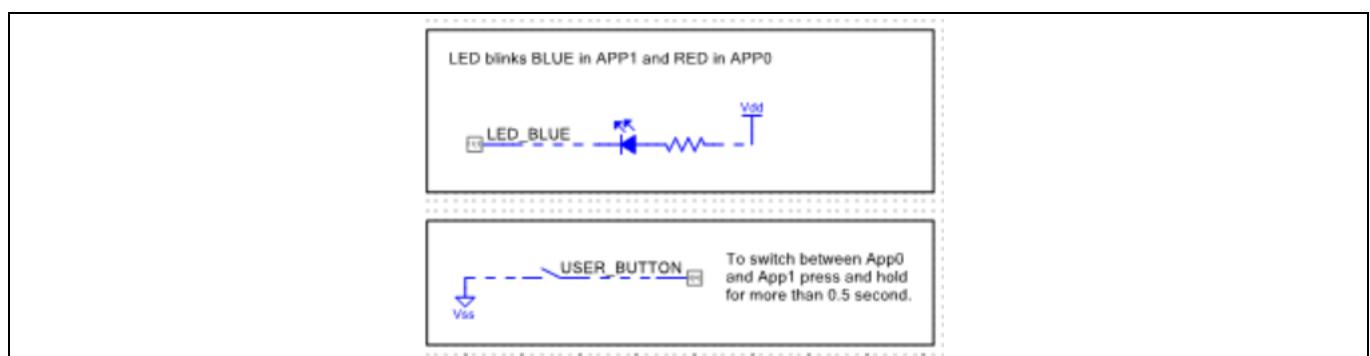 LED blinks BLUE in APP1 and RED in APP0
Vdd
LED_BLUE
USER_BUTTON
To switch between App0
and App1 press and hold
for more than 0.5 second.
Vss